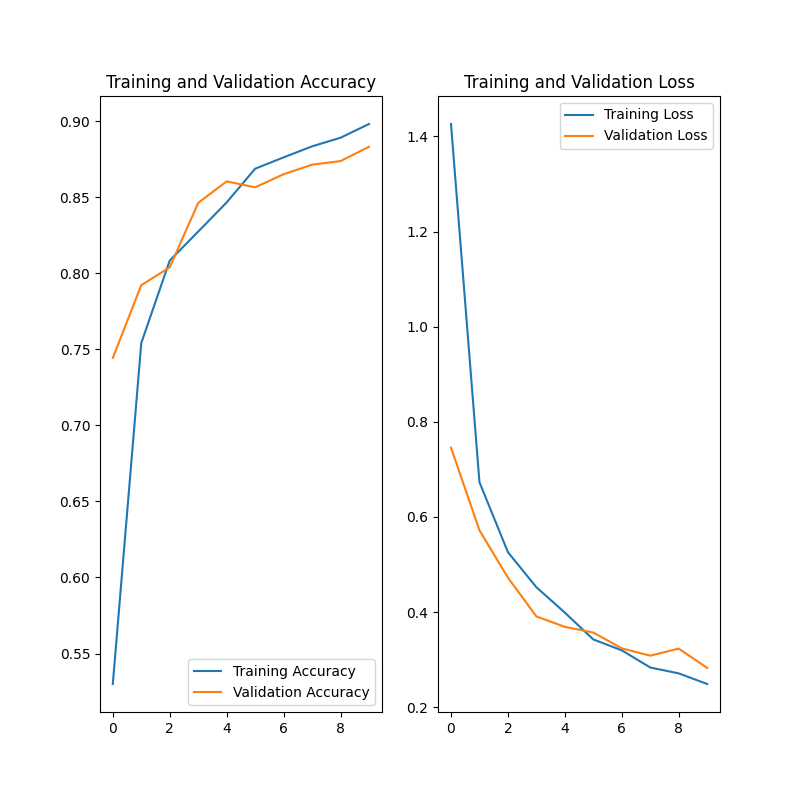 Training and Validation Accuracy
0.90
0.85
0.80
0.75
0.70
0.65
0.60
0.55
0 2 4 6 8
Training Accuracy
Validation Accuracy
Training and Validation Loss
1.4
1.2
1.0
0.8
0.6
0.4
0.2
0 2 4 6 8
Training Loss
Validation Loss